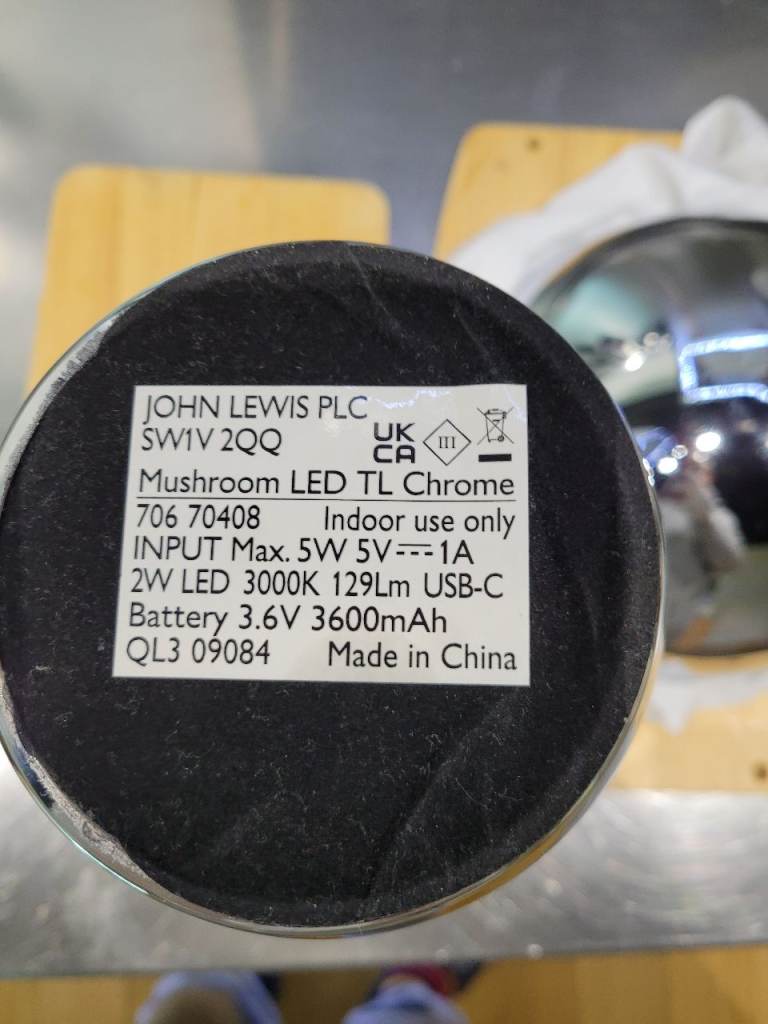 JOHN LEWIS PLC
SW1V 2QQ
UK
CA
III
Mushroom LED TL Chrome
706 70408 Indoor use only
INPUT Max. 5W 5V⎓1A
2W LED 3000K 129Lm USB-C
Battery 3.6V 3600mAh
QL3 09084 Made in China